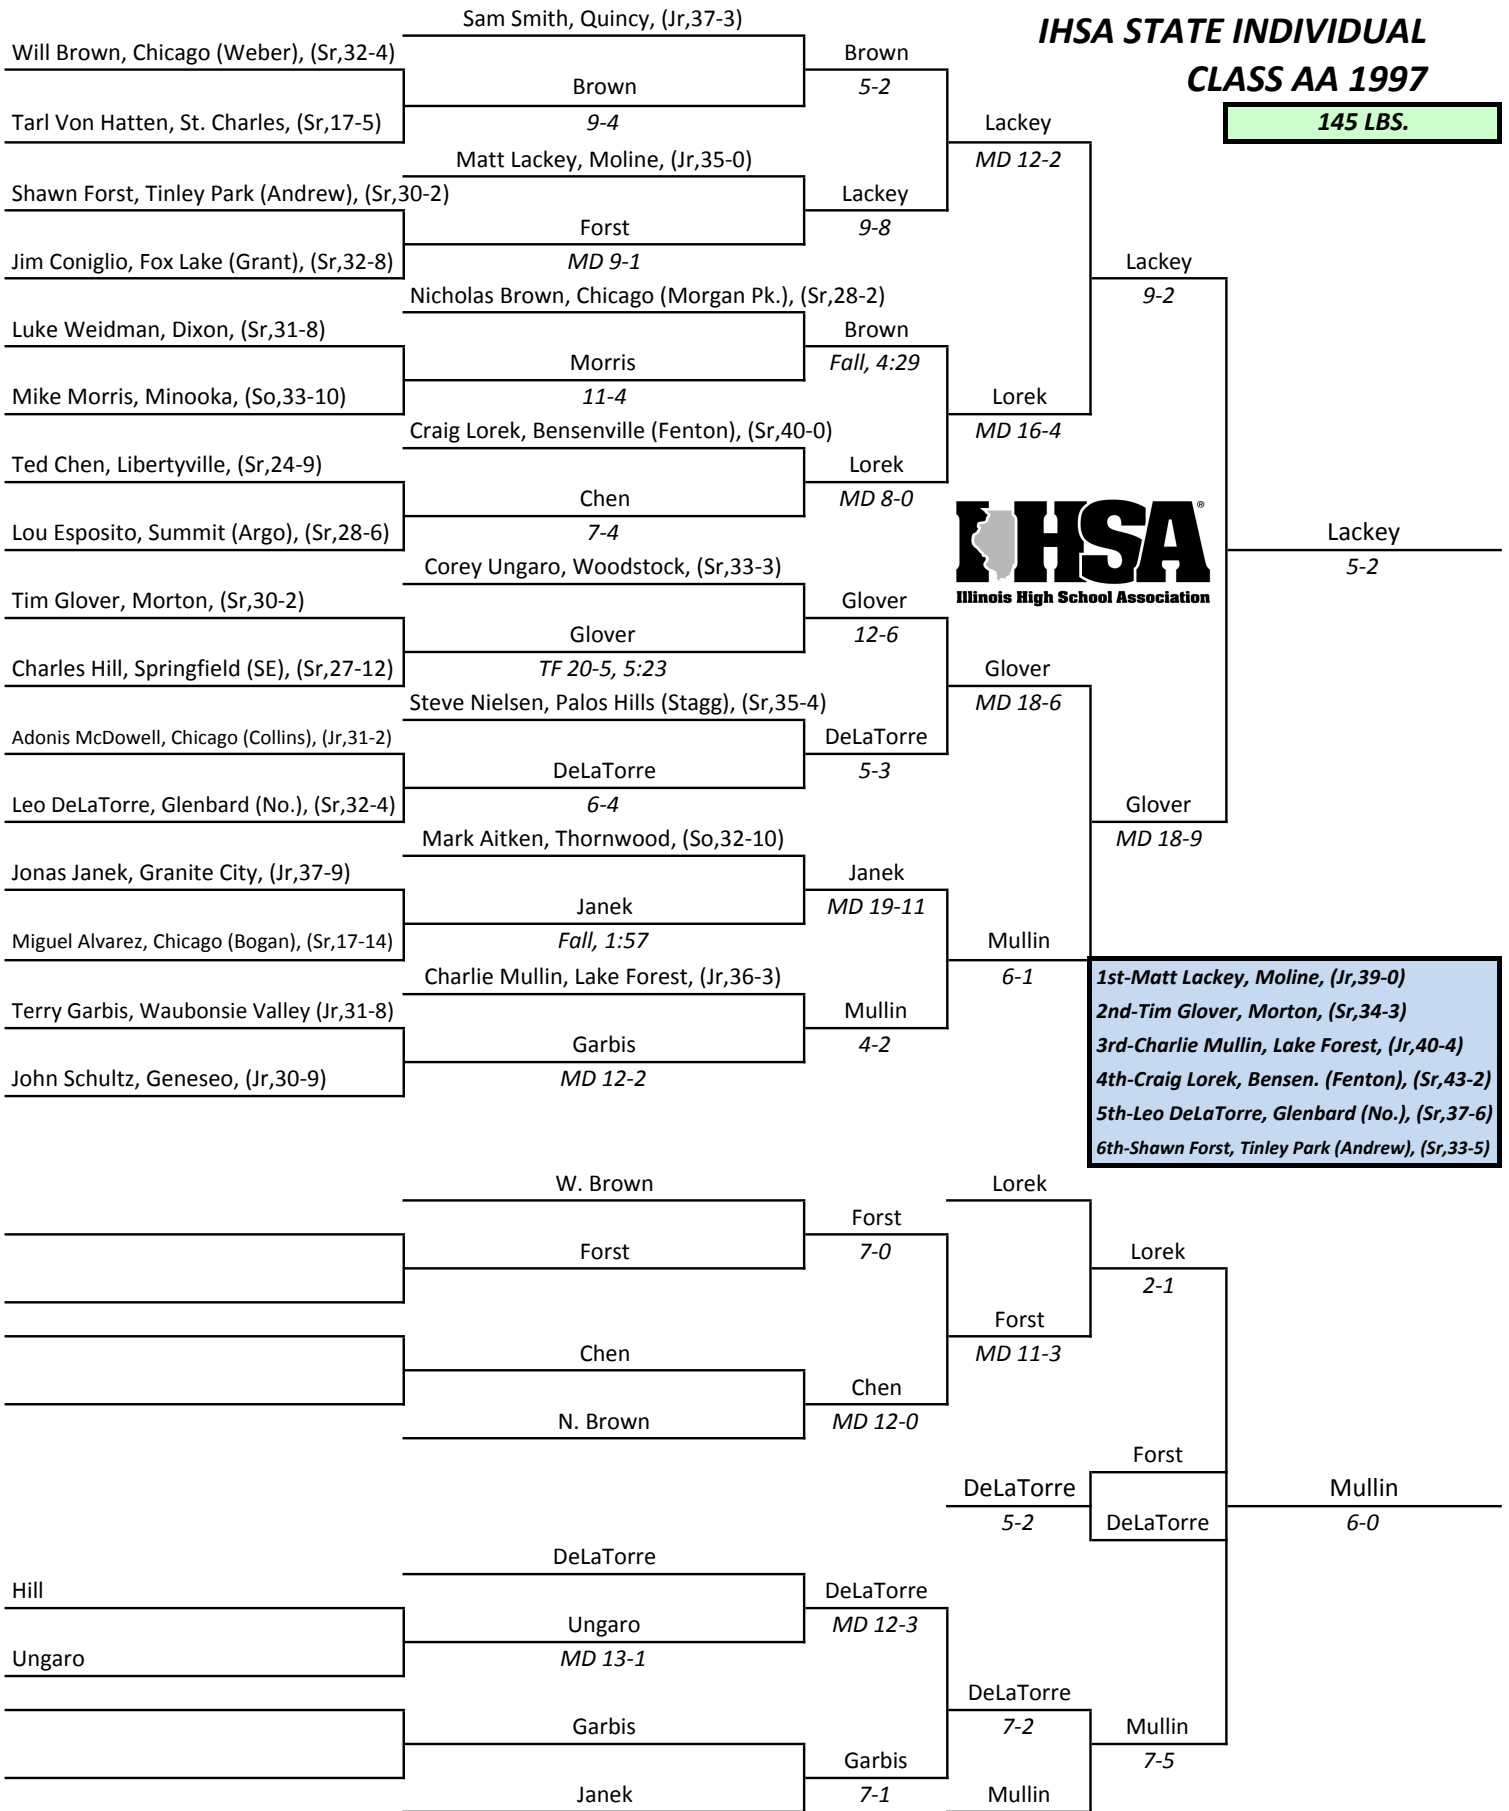 Sam Smith, Quincy, (Jr,37-3)
IHSA STATE INDIVIDUAL
Will Brown, Chicago (Weber), (Sr,32-4)
Brown
CLASS AA 1997
Brown
5-2
Tarl Von Hatten, St. Charles, (Sr,17-5)
9-4
Lackey
145 LBS.
Matt Lackey, Moline, (Jr,35-0)
MD 12-2
Shawn Forst, Tinley Park (Andrew), (Sr,30-2)
Lackey
Forst
9-8
Jim Coniglio, Fox Lake (Grant), (Sr,32-8)
MD 9-1
Lackey
Nicholas Brown, Chicago (Morgan Pk.), (Sr,28-2)
9-2
Luke Weidman, Dixon, (Sr,31-8)
Brown
Morris
Fall, 4:29
Mike Morris, Minooka, (So,33-10)
11-4
Lorek
Craig Lorek, Bensenville (Fenton), (Sr,40-0)
MD 16-4
Ted Chen, Libertyville, (Sr,24-9)
Lorek
Chen
MD 8-0
IHSA®
Lou Esposito, Summit (Argo), (Sr,28-6)
7-4
Lackey
Corey Ungaro, Woodstock, (Sr,33-3)
5-2
Tim Glover, Morton, (Sr,30-2)
Glover
Illinois High School Association
Glover
12-6
Charles Hill, Springfield (SE), (Sr,27-12)
TF 20-5, 5:23
Glover
Steve Nielsen, Palos Hills (Stagg), (Sr,35-4)
MD 18-6
Adonis McDowell, Chicago (Collins), (Jr,31-2)
DeLaTorre
DeLaTorre
5-3
Leo DeLaTorre, Glenbard (No.), (Sr,32-4)
6-4
Glover
Mark Aitken, Thornwood, (So,32-10)
MD 18-9
Jonas Janek, Granite City, (Jr,37-9)
Janek
Janek
MD 19-11
Miguel Alvarez, Chicago (Bogan), (Sr,17-14)
Fall, 1:57
Mullin
Charlie Mullin, Lake Forest, (Jr,36-3)
6-1
1st-Matt Lackey, Moline, (Jr,39-0)
Terry Garbis, Waubonsie Valley (Jr,31-8)
Mullin
2nd-Tim Glover, Morton, (Sr,34-3)
Garbis
4-2
3rd-Charlie Mullin, Lake Forest, (Jr,40-4)
John Schultz, Geneseo, (Jr,30-9)
MD 12-2
4th-Craig Lorek, Bensen. (Fenton), (Sr,43-2)
5th-Leo DeLaTorre, Glenbard (No.), (Sr,37-6)
6th-Shawn Forst, Tinley Park (Andrew), (Sr,33-5)
W. Brown
Lorek
Forst
Forst
7-0
Lorek
2-1
Forst
Chen
MD 11-3
Chen
N. Brown
MD 12-0
Forst
DeLaTorre
Mullin
5-2
DeLaTorre
6-0
DeLaTorre
Hill
DeLaTorre
Ungaro
MD 12-3
Ungaro
MD 13-1
DeLaTorre
Garbis
7-2
Mullin
Garbis
7-5
Janek
7-1
Mullin